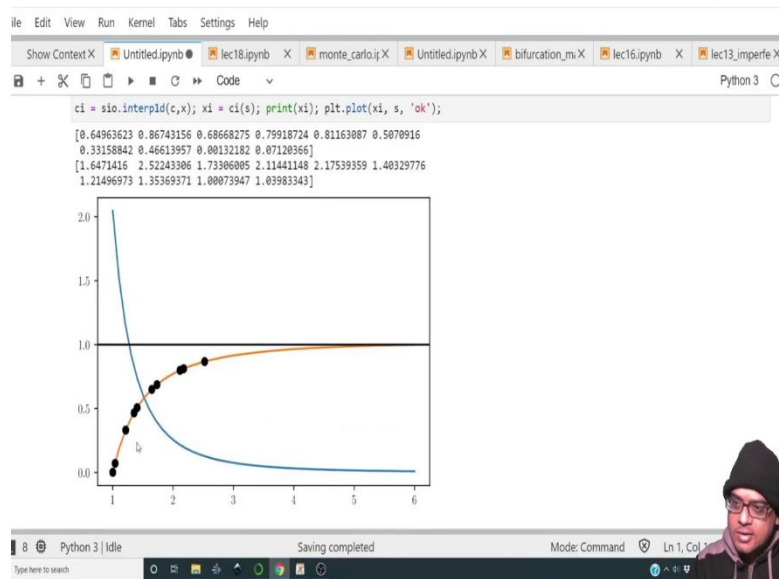 ile Edit View Run Kernel Tabs Settings Help
Show Context X Untitled.ipynb lec18.ipynb X monte_carlo.ij X Untitled.ipynb X bifurcation_m X lec16.ipynb X lec13_imperfe X
Code Python 3
ci = sio.interp1d(c,x); xi = ci(s); print(xi); plt.plot(xi, s, 'ok');
[0.64963623 0.86743156 0.68668275 0.79918724 0.81163087 0.5070916
0.33158842 0.46613957 0.00132182 0.07120366]
[1.6471416 2.52243306 1.73306005 2.11441148 2.17539359 1.40329776
1.21496973 1.35369371 1.00073947 1.03983343]
2.0
1.5
1.0
0.5
0.0
1 2 3 4 5 6
8 Python 3 | Idle Saving completed Mode: Command Ln 1, Col
Type here to search